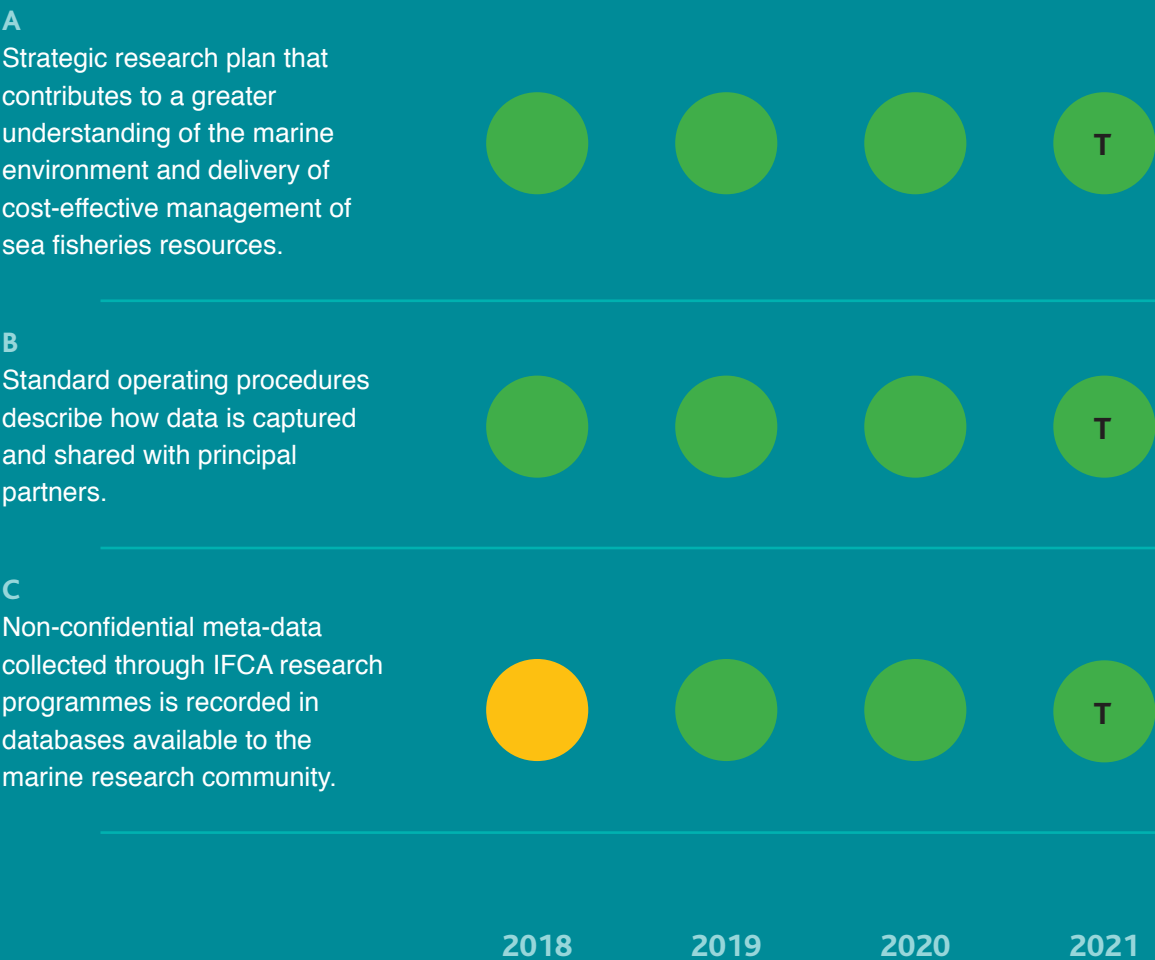 A
Strategic research plan that
contributes to a greater
understanding of the marine
environment and delivery of
cost-effective management of
sea fisheries resources.
T
B
Standard operating procedures
describe how data is captured
and shared with principal
partners.
T
C
Non-confidential meta-data
collected through IFCA research
programmes is recorded in
databases available to the
marine research community.
T
2018 2019 2020 2021